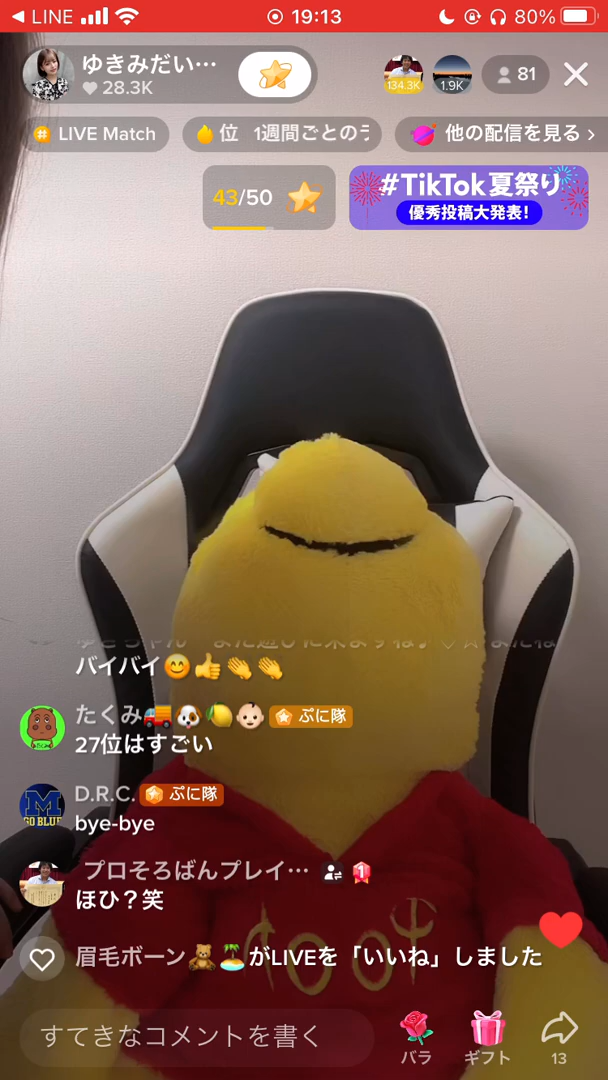 LINE
19:13
80%
ゆきみだい…
28.3K
134.3K
1.9K
81
LIVE Match
位 1週間ごとのラ
他の配信を見る
43/50
#TikTok夏祭り
優秀投稿大発表!
バイバイ😊👍👏👏
たくみ🚚🐶🍋👶🏻 ぷに隊
27位はすごい
D.R.C. ぷに隊
bye-bye
プロそろばんプレイ… 1
ほひ?笑
眉毛ボーン🧸🏝️がLIVEを「いいね」しました
すてきなコメントを書く
バラ
ギフト
13